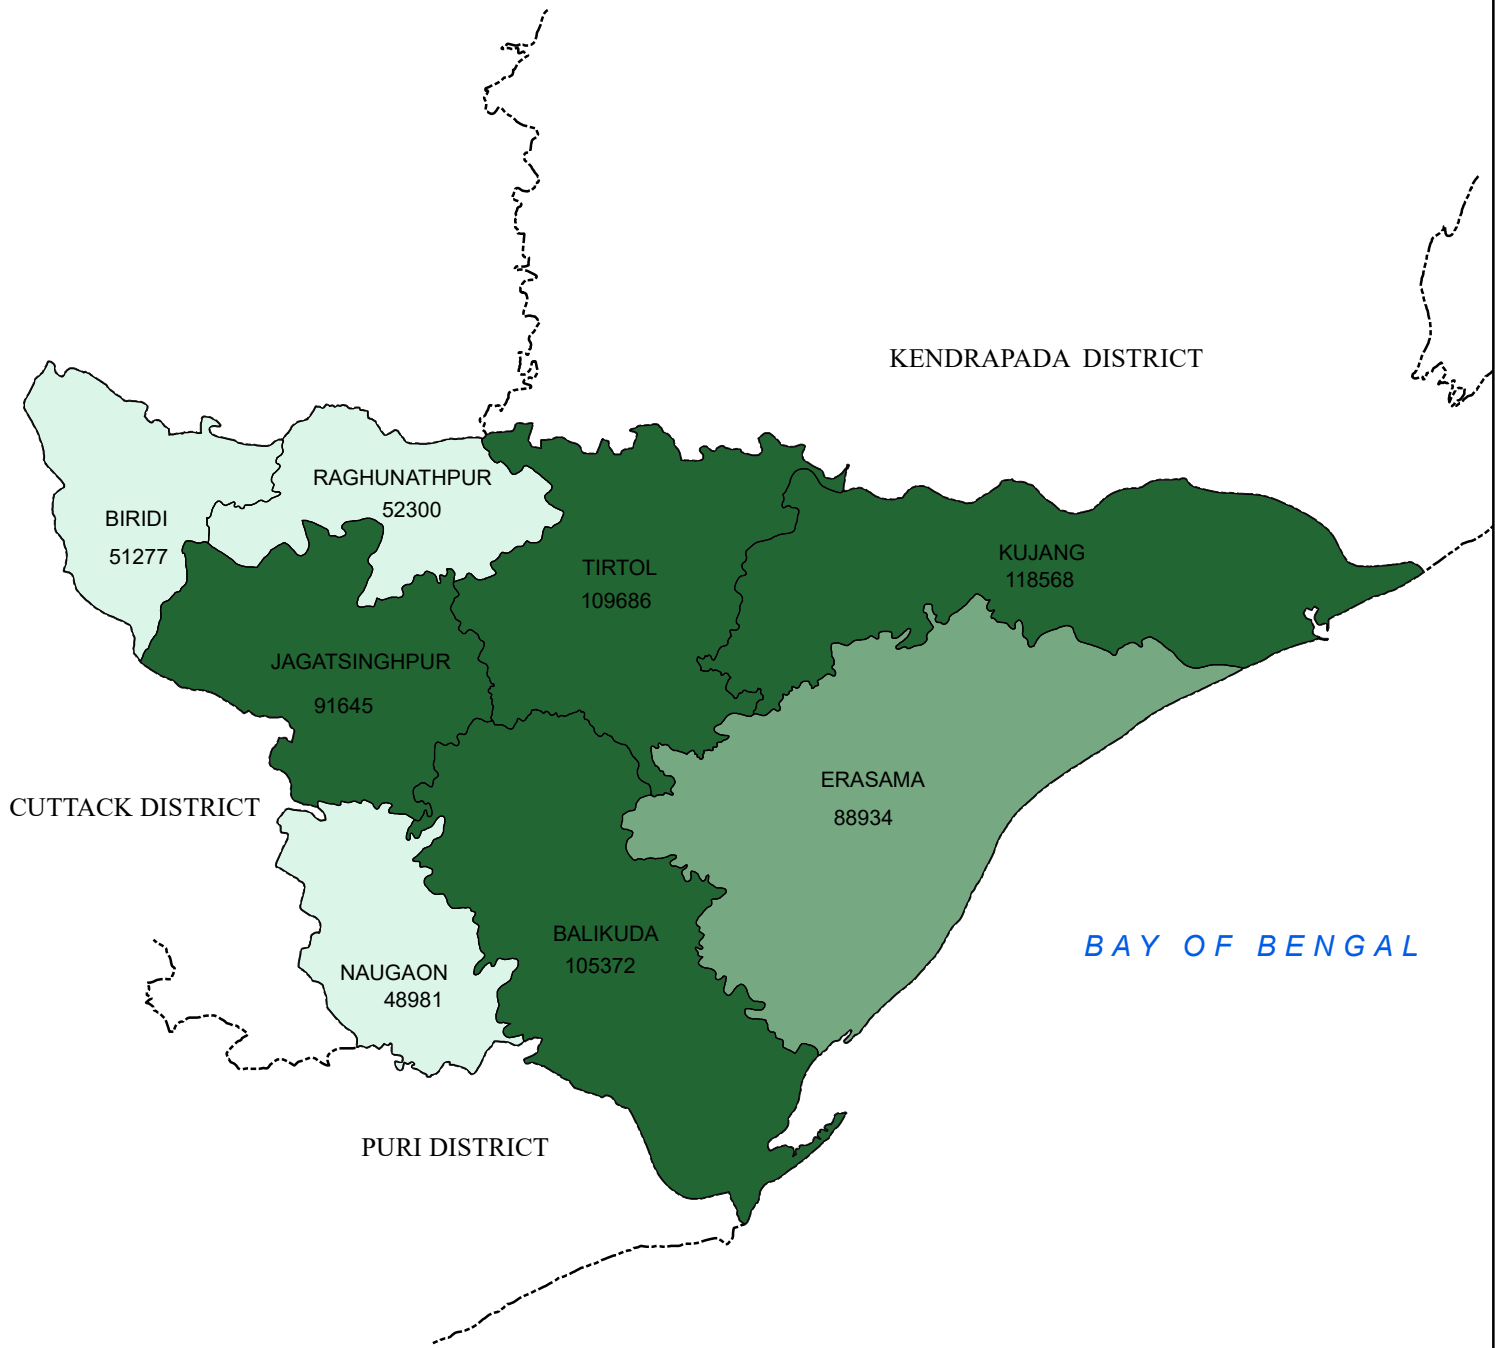 KENDRAPADA DISTRICT
RAGHUNATHPUR
52300
BIRIDI
51277
TIRTOL
109686
KUJANG
118568
JAGATSINGHPUR
91645
ERASAMA
88934
CUTTACK DISTRICT
BALIKUDA
105372
BAY OF BENGAL
NAUGAON
48981
PURI DISTRICT